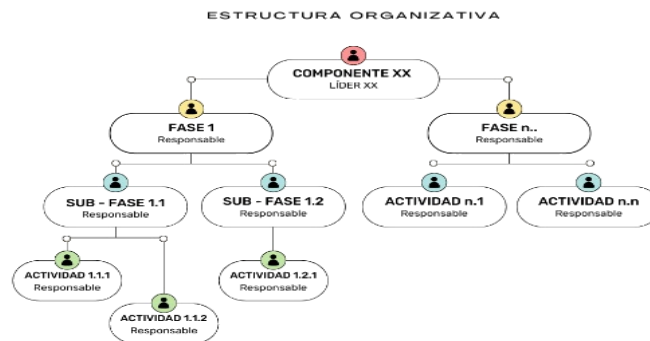 ESTRUCTURA ORGANIZATIVA
COMPONENTE XX
LÍDER XX
FASE 1
Responsable
FASE n..
Responsable
SUB - FASE 1.1
Responsable
SUB - FASE 1.2
Responsable
ACTIVIDAD n.1
Responsable
ACTIVIDAD n.n
Responsable
ACTIVIDAD 1.1.1
Responsable
ACTIVIDAD 1.1.2
Responsable
ACTIVIDAD 1.2.1
Responsable